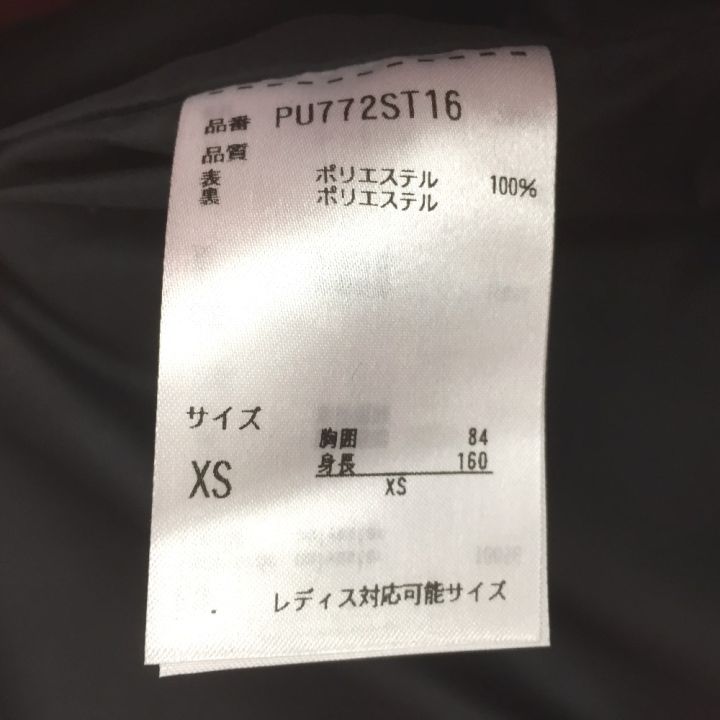 品番 PU772ST16
品質
表 ポリエステル 100%
裏 ポリエステル
サイズ
胸囲 84
身長 160
XS
XS
レディス対応可能サイズ